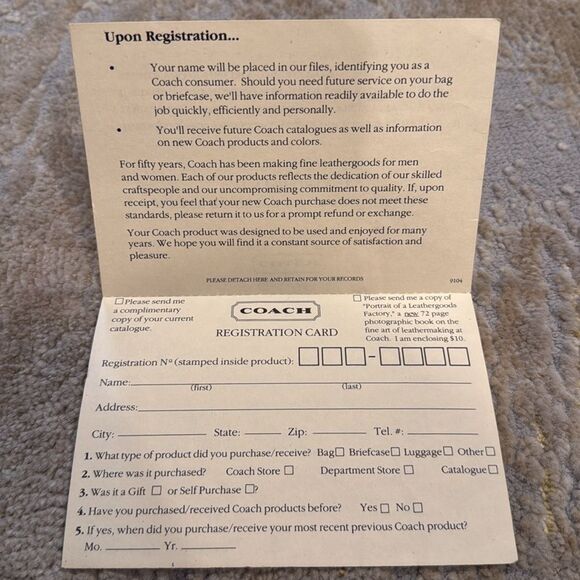 Upon Registration...
• Your name will be placed in our files, identifying you as a
Coach consumer. Should you need future service on your bag
or briefcase, we'll have information readily available to do the
job quickly, efficiently and personally.
• You'll receive future Coach catalogues as well as information
on new Coach products and colors.
For fifty years, Coach has been making fine leathergoods for men
and women. Each of our products reflects the dedication of our skilled
craftspeople and our uncompromising commitment to quality. If, upon
receipt, you feel that your new Coach purchase does not meet these
standards, please return it to us for a prompt refund or exchange.
Your Coach product was designed to be used and enjoyed for many
years. We hope you will find it a constant source of satisfaction and
pleasure.
PLEASE DETACH HERE AND RETAIN FOR YOUR RECORDS 9104
☐ Please send me
a complimentary
copy of your current
catalogue.
COACH
REGISTRATION CARD
☐ Please send me a copy of
"Portrait of a Leathergoods
Factory," a new 72 page
photographic book on the
fine art of leathermaking at
Coach. I am enclosing $10.
Registration Nº (stamped inside product): ☐☐☐-☐☐☐☐
Name:
(first) (last)
Address:
City: State: Zip: Tel. #:
1. What type of product did you purchase/receive? Bag☐ Briefcase☐ Luggage☐ Other☐
2. Where was it purchased? Coach Store ☐ Department Store ☐ Catalogue☐
3. Was it a Gift ☐ or Self Purchase ☐?
4. Have you purchased/received Coach products before? Yes☐ No☐
5. If yes, when did you purchase/receive your most recent previous Coach product?
Mo. Yr.